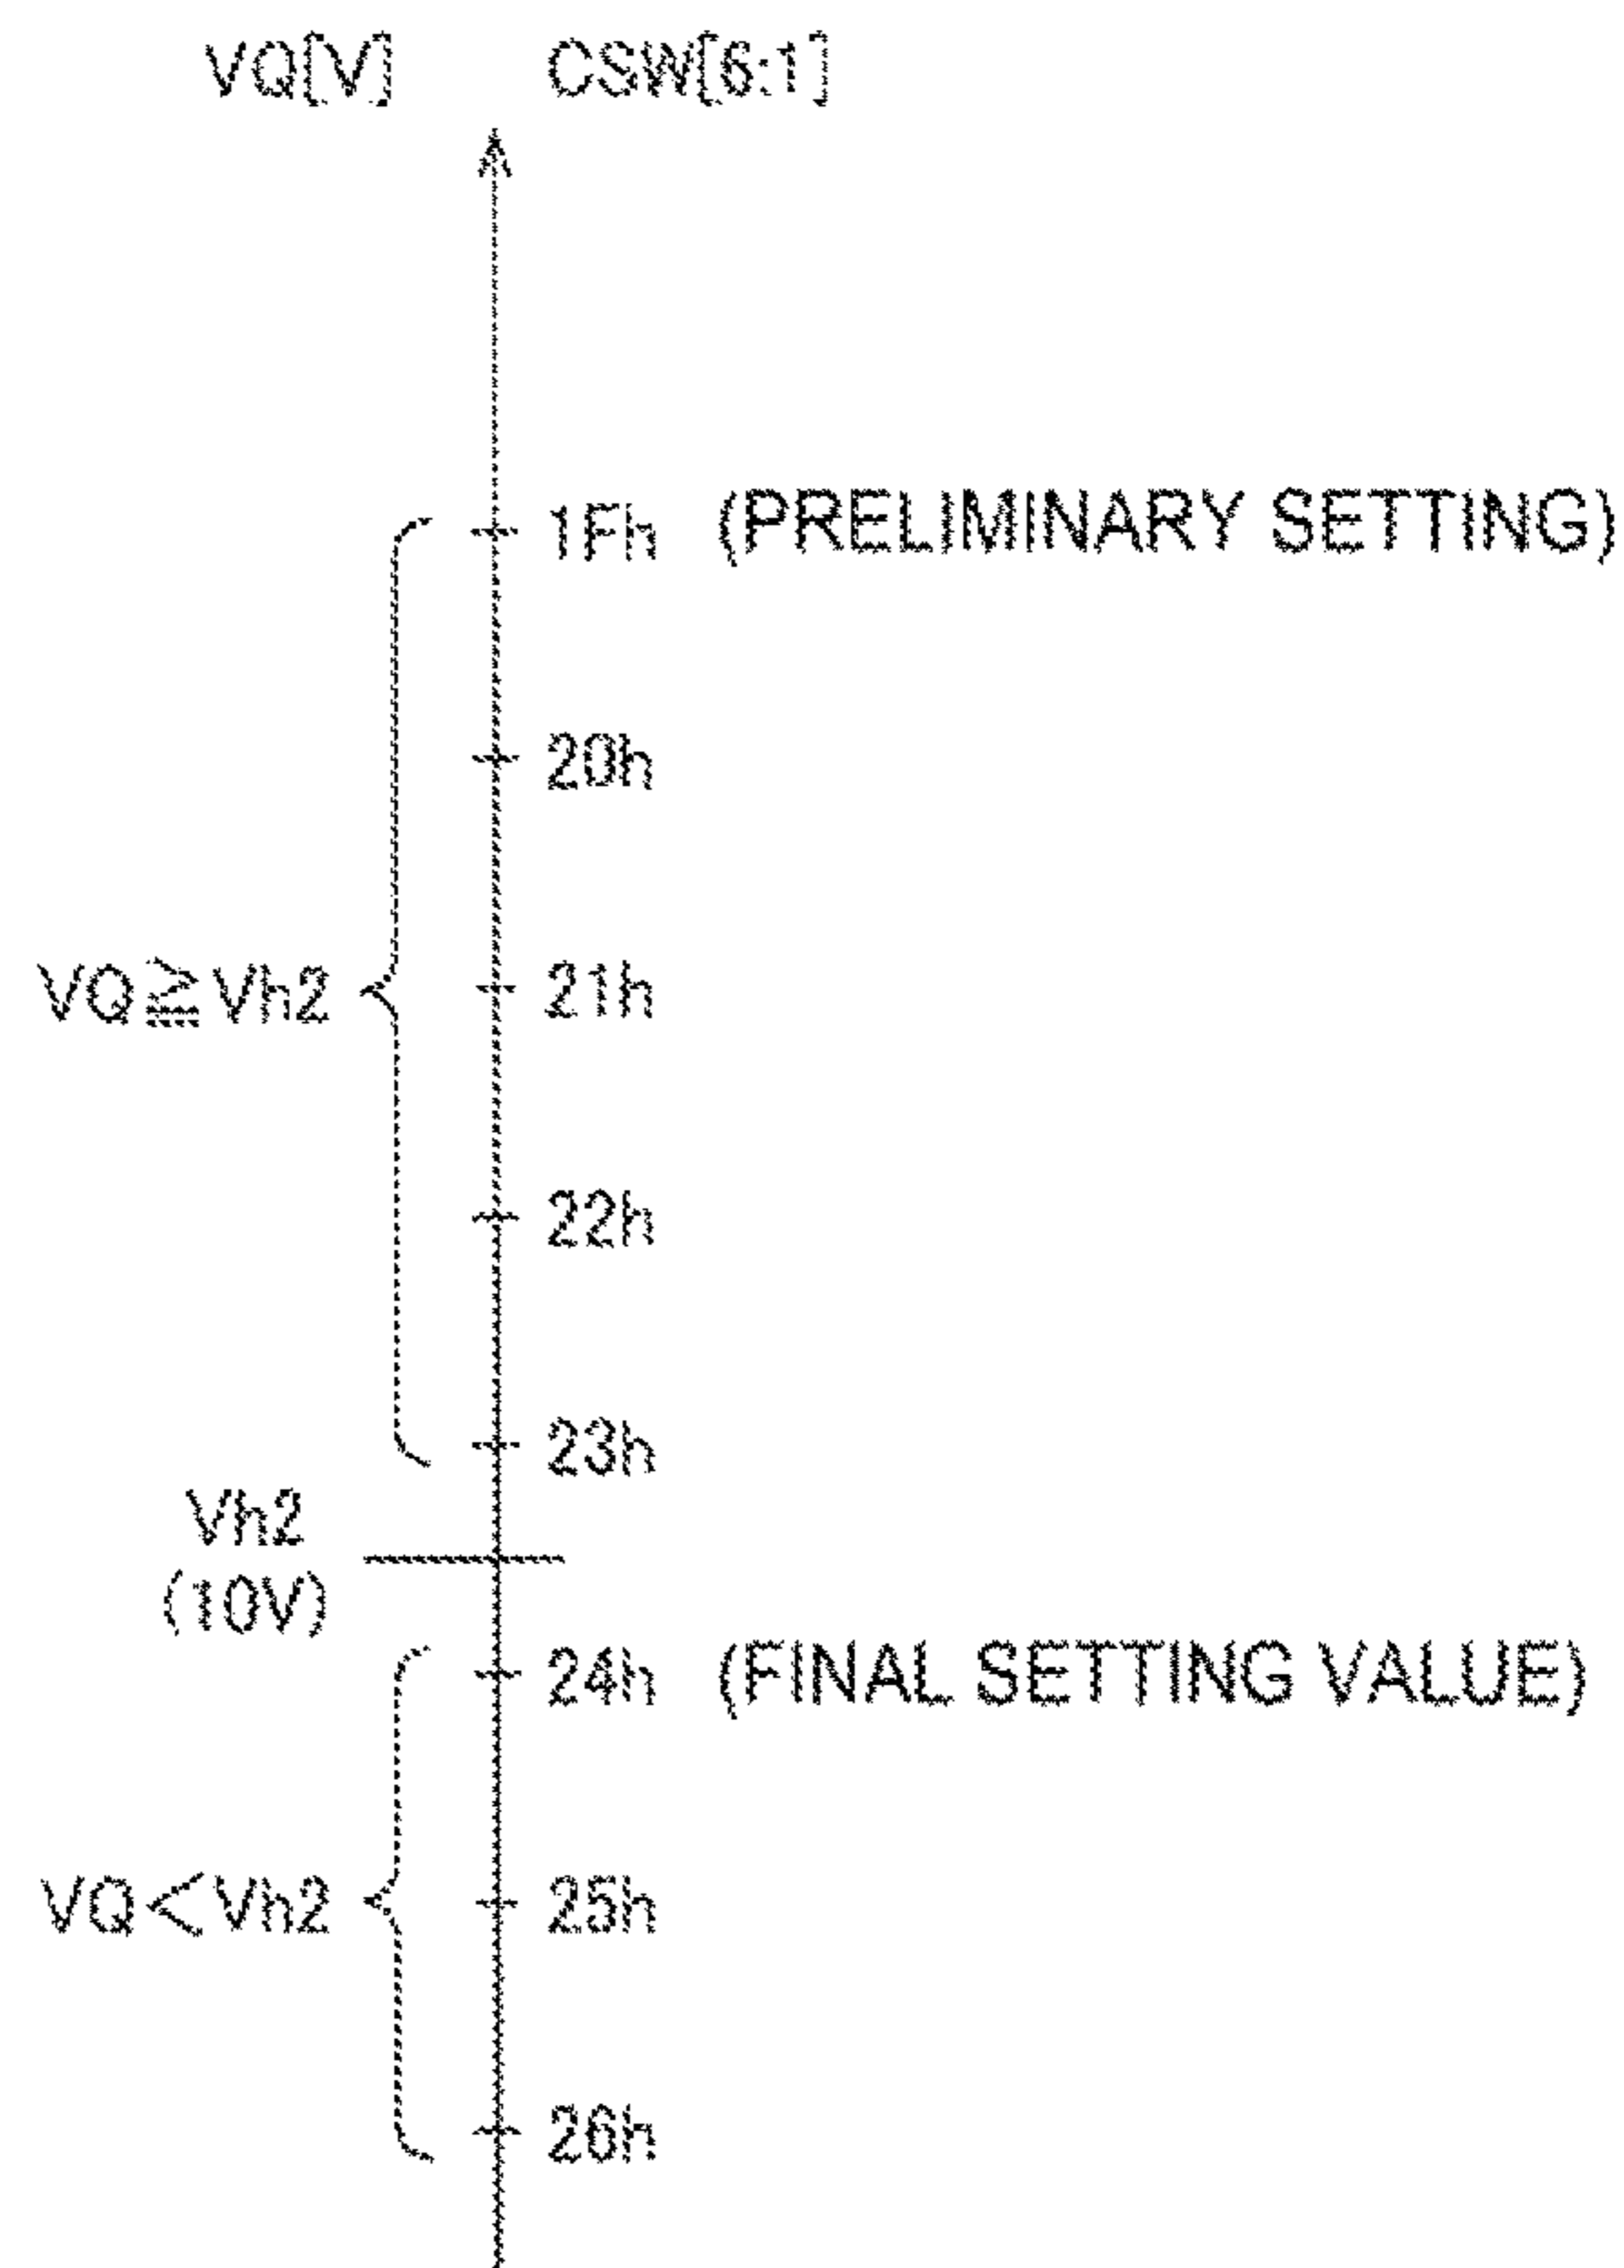 VQ[V] CSW[6:1]
1Fh (PRELIMINARY SETTING)
20h
VQ≧Vh2 21h
22h
23h
Vh2
(10V)
24h (FINAL SETTING VALUE)
VQ<Vh2 25h
26h